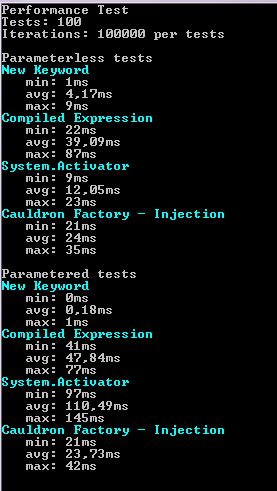 Performance Test
Tests: 100
Iterations: 100000 per tests
Parameterless tests
New Keyword
min: 1ms
avg: 4,17ms
max: 9ms
Compiled Expression
min: 22ms
avg: 39,09ms
max: 87ms
System.Activator
min: 9ms
avg: 12,05ms
max: 23ms
Cauldron Factory - Injection
min: 21ms
avg: 24ms
max: 35ms
Parametered tests
New Keyword
min: 0ms
avg: 0,18ms
max: 1ms
Compiled Expression
min: 41ms
avg: 47,84ms
max: 77ms
System.Activator
min: 97ms
avg: 110,49ms
max: 145ms
Cauldron Factory - Injection
min: 21ms
avg: 23,73ms
max: 42ms